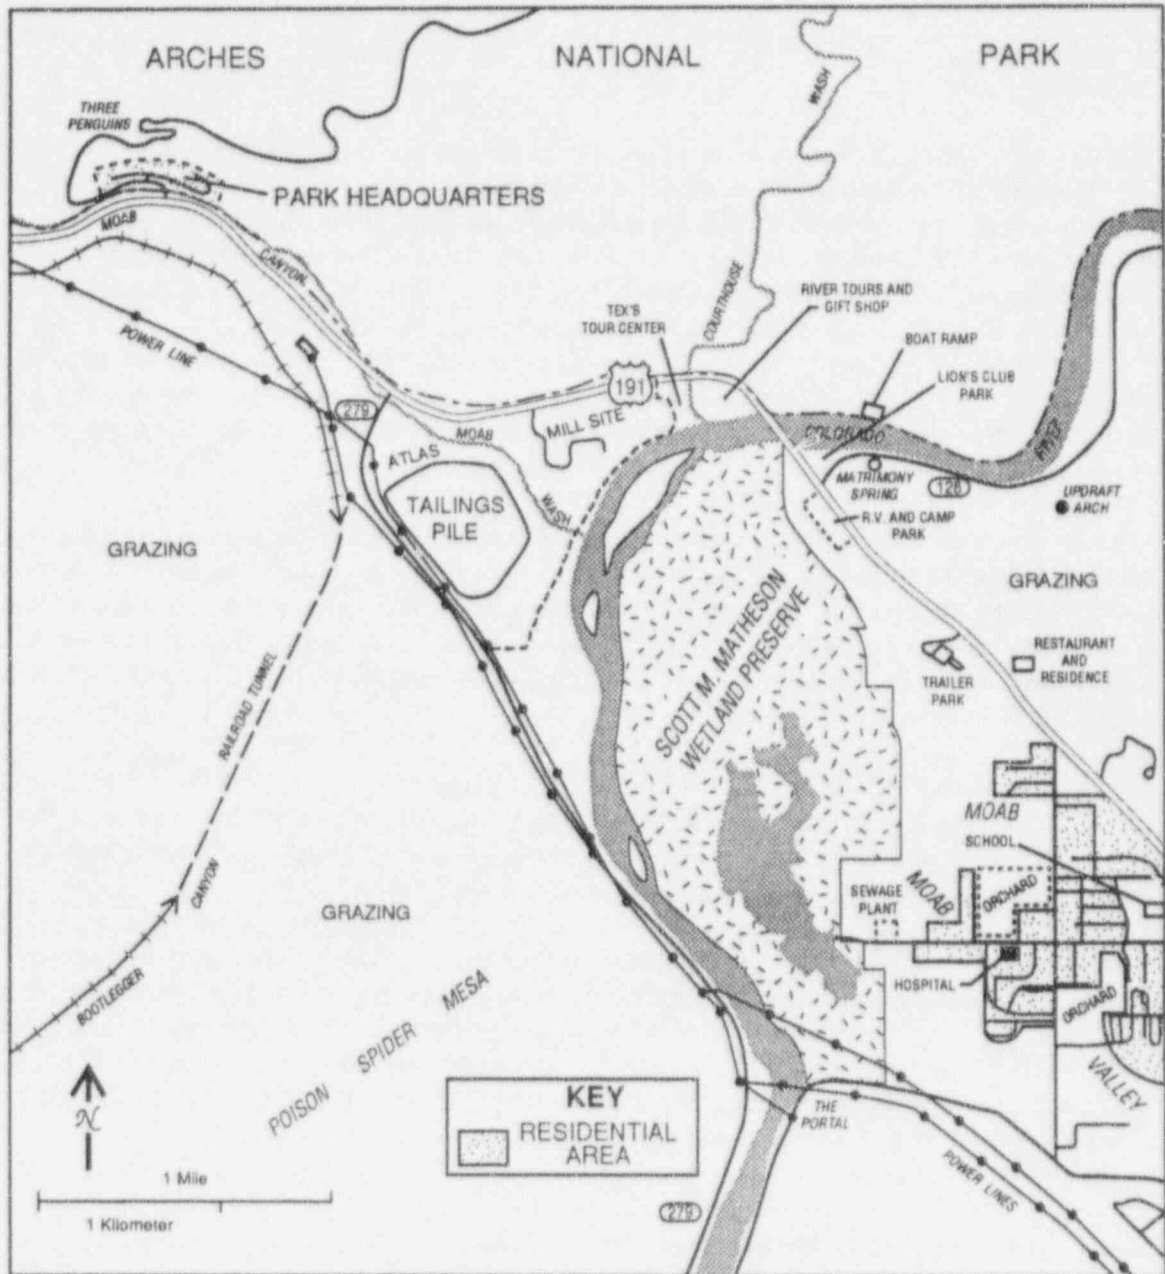 ARCHES NATIONAL PARK
THREE
PENGUINS
WASH
PARK HEADQUARTERS
MOAB
CANYON
COURTHOUSE
RIVER TOURS AND
GIFT SHOP
TEX'S
TOUR CENTER
POWER LINE
BOAT RAMP
LION'S CLUB
PARK
191
279
MILL SITE
MOAB
COLORADO
RIVER
ATLAS
MATRIMONY
SPRING
128
UPDRAFT
ARCH
TAILINGS
PILE
WASH
R.V. AND CAMP
PARK
GRAZING
GRAZING
SCOTT M. MATHESON
WETLAND PRESERVE
RESTAURANT
AND
RESIDENCE
TRAILER
PARK
RAILROAD TUNNEL
MOAB
SCHOOL
CANYON
MOAB
ORCHARD
SEWAGE
PLANT
GRAZING
HOSPITAL
ORCHARD
BOOTLEGGER
POISON SPIDER MESA
VALLEY
N
KEY
RESIDENTIAL
AREA
THE
PORTAL
POWER LINES
1 Mile
1 Kilometer
279